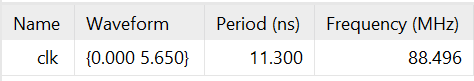 Name Waveform Period (ns) Frequency (MHz)
clk {0.000 5.650} 11.300 88.496